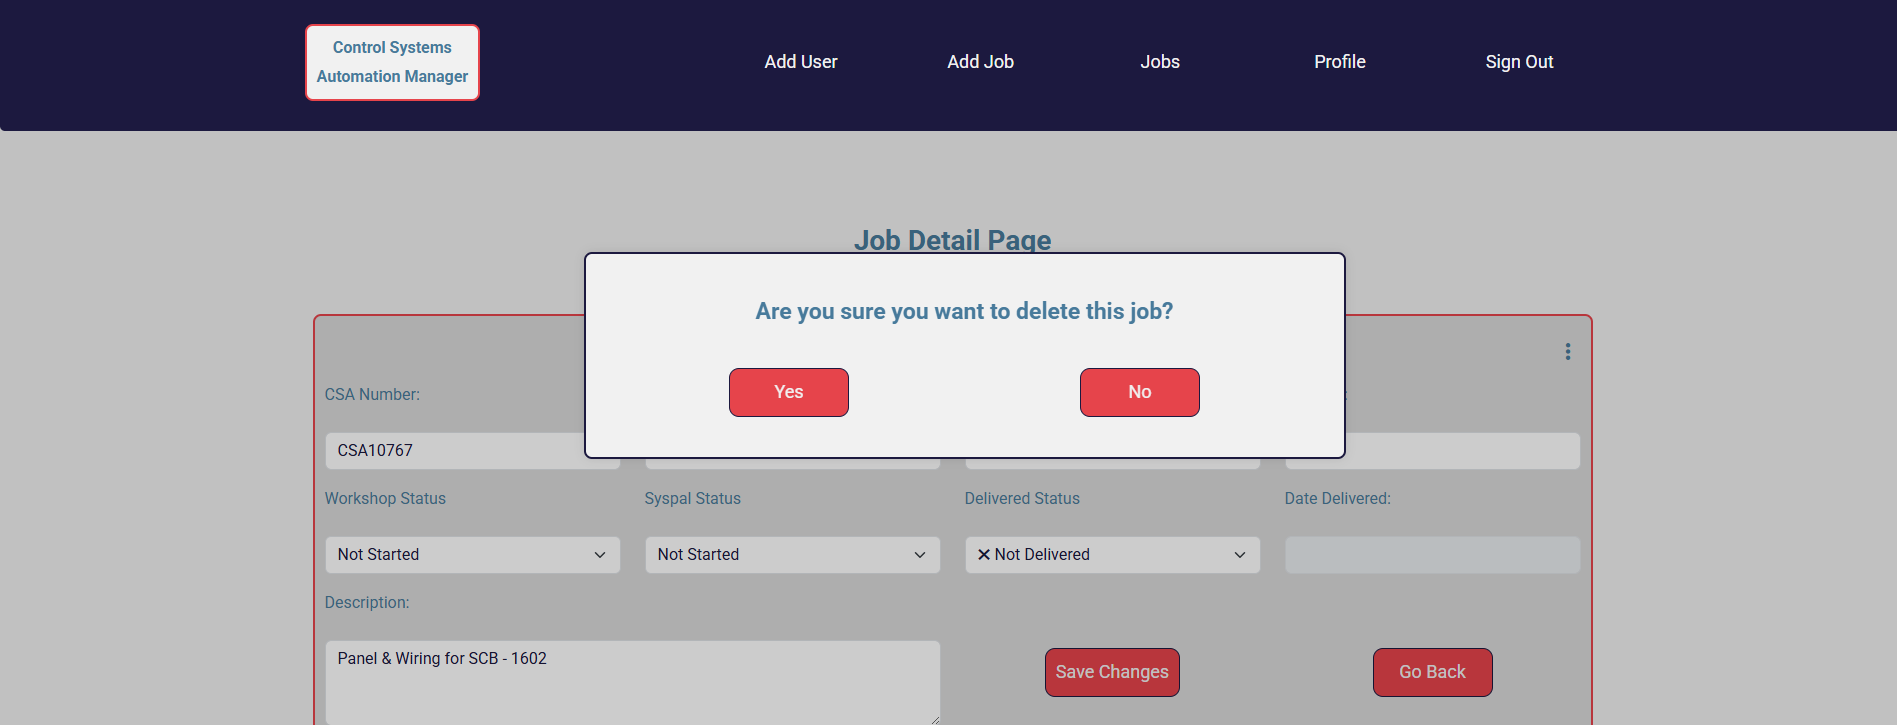 Control Systems
Automation Manager
Add User
Add Job
Jobs
Profile
Sign Out
Job Detail Page
Are you sure you want to delete this job?
Yes
No
CSA Number:
CSA10767
Workshop Status
Syspal Status
Delivered Status
Date Delivered:
Not Started
Not Started
Not Delivered
Description:
Panel & Wiring for SCB - 1602
Save Changes
Go Back